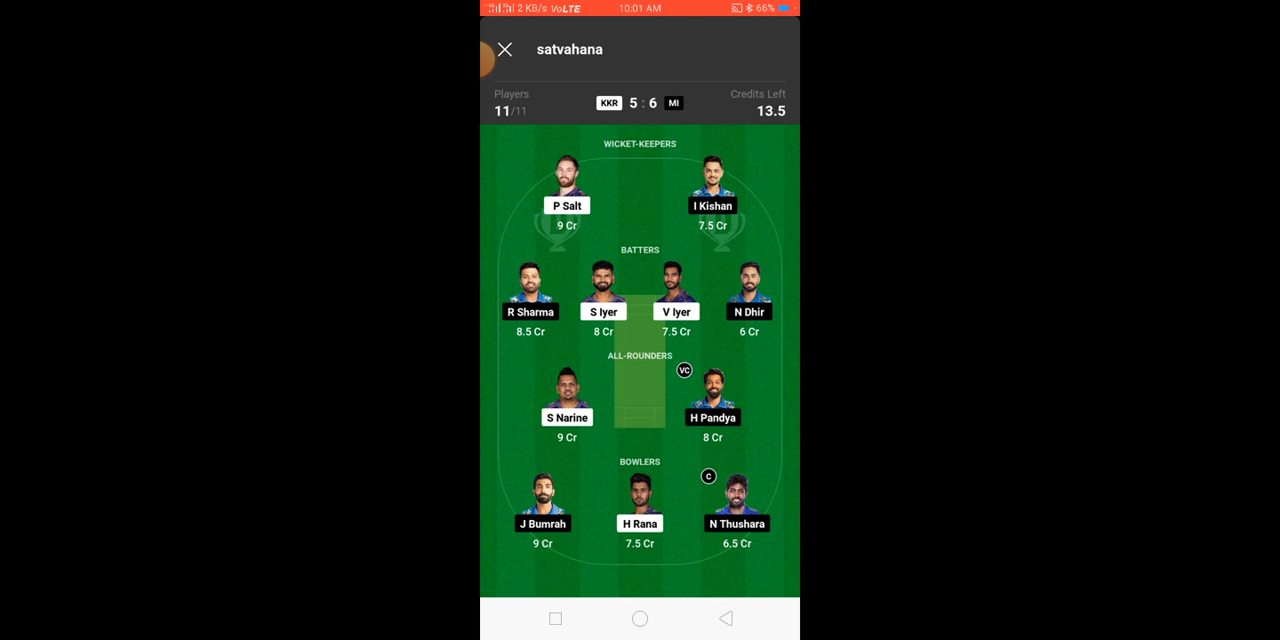 2 KB/s VoLTE 10:01 AM 66%
satvahana
Players Credits Left
11/11 KKR 5 : 6 MI 13.5
WICKET-KEEPERS
P Salt I Kishan
9 Cr 7.5 Cr
BATTERS
R Sharma S Iyer V Iyer N Dhir
8.5 Cr 8 Cr 7.5 Cr 6 Cr
ALL-ROUNDERS
VC
S Narine H Pandya
9 Cr 8 Cr
BOWLERS
C
J Bumrah H Rana N Thushara
9 Cr 7.5 Cr 6.5 Cr